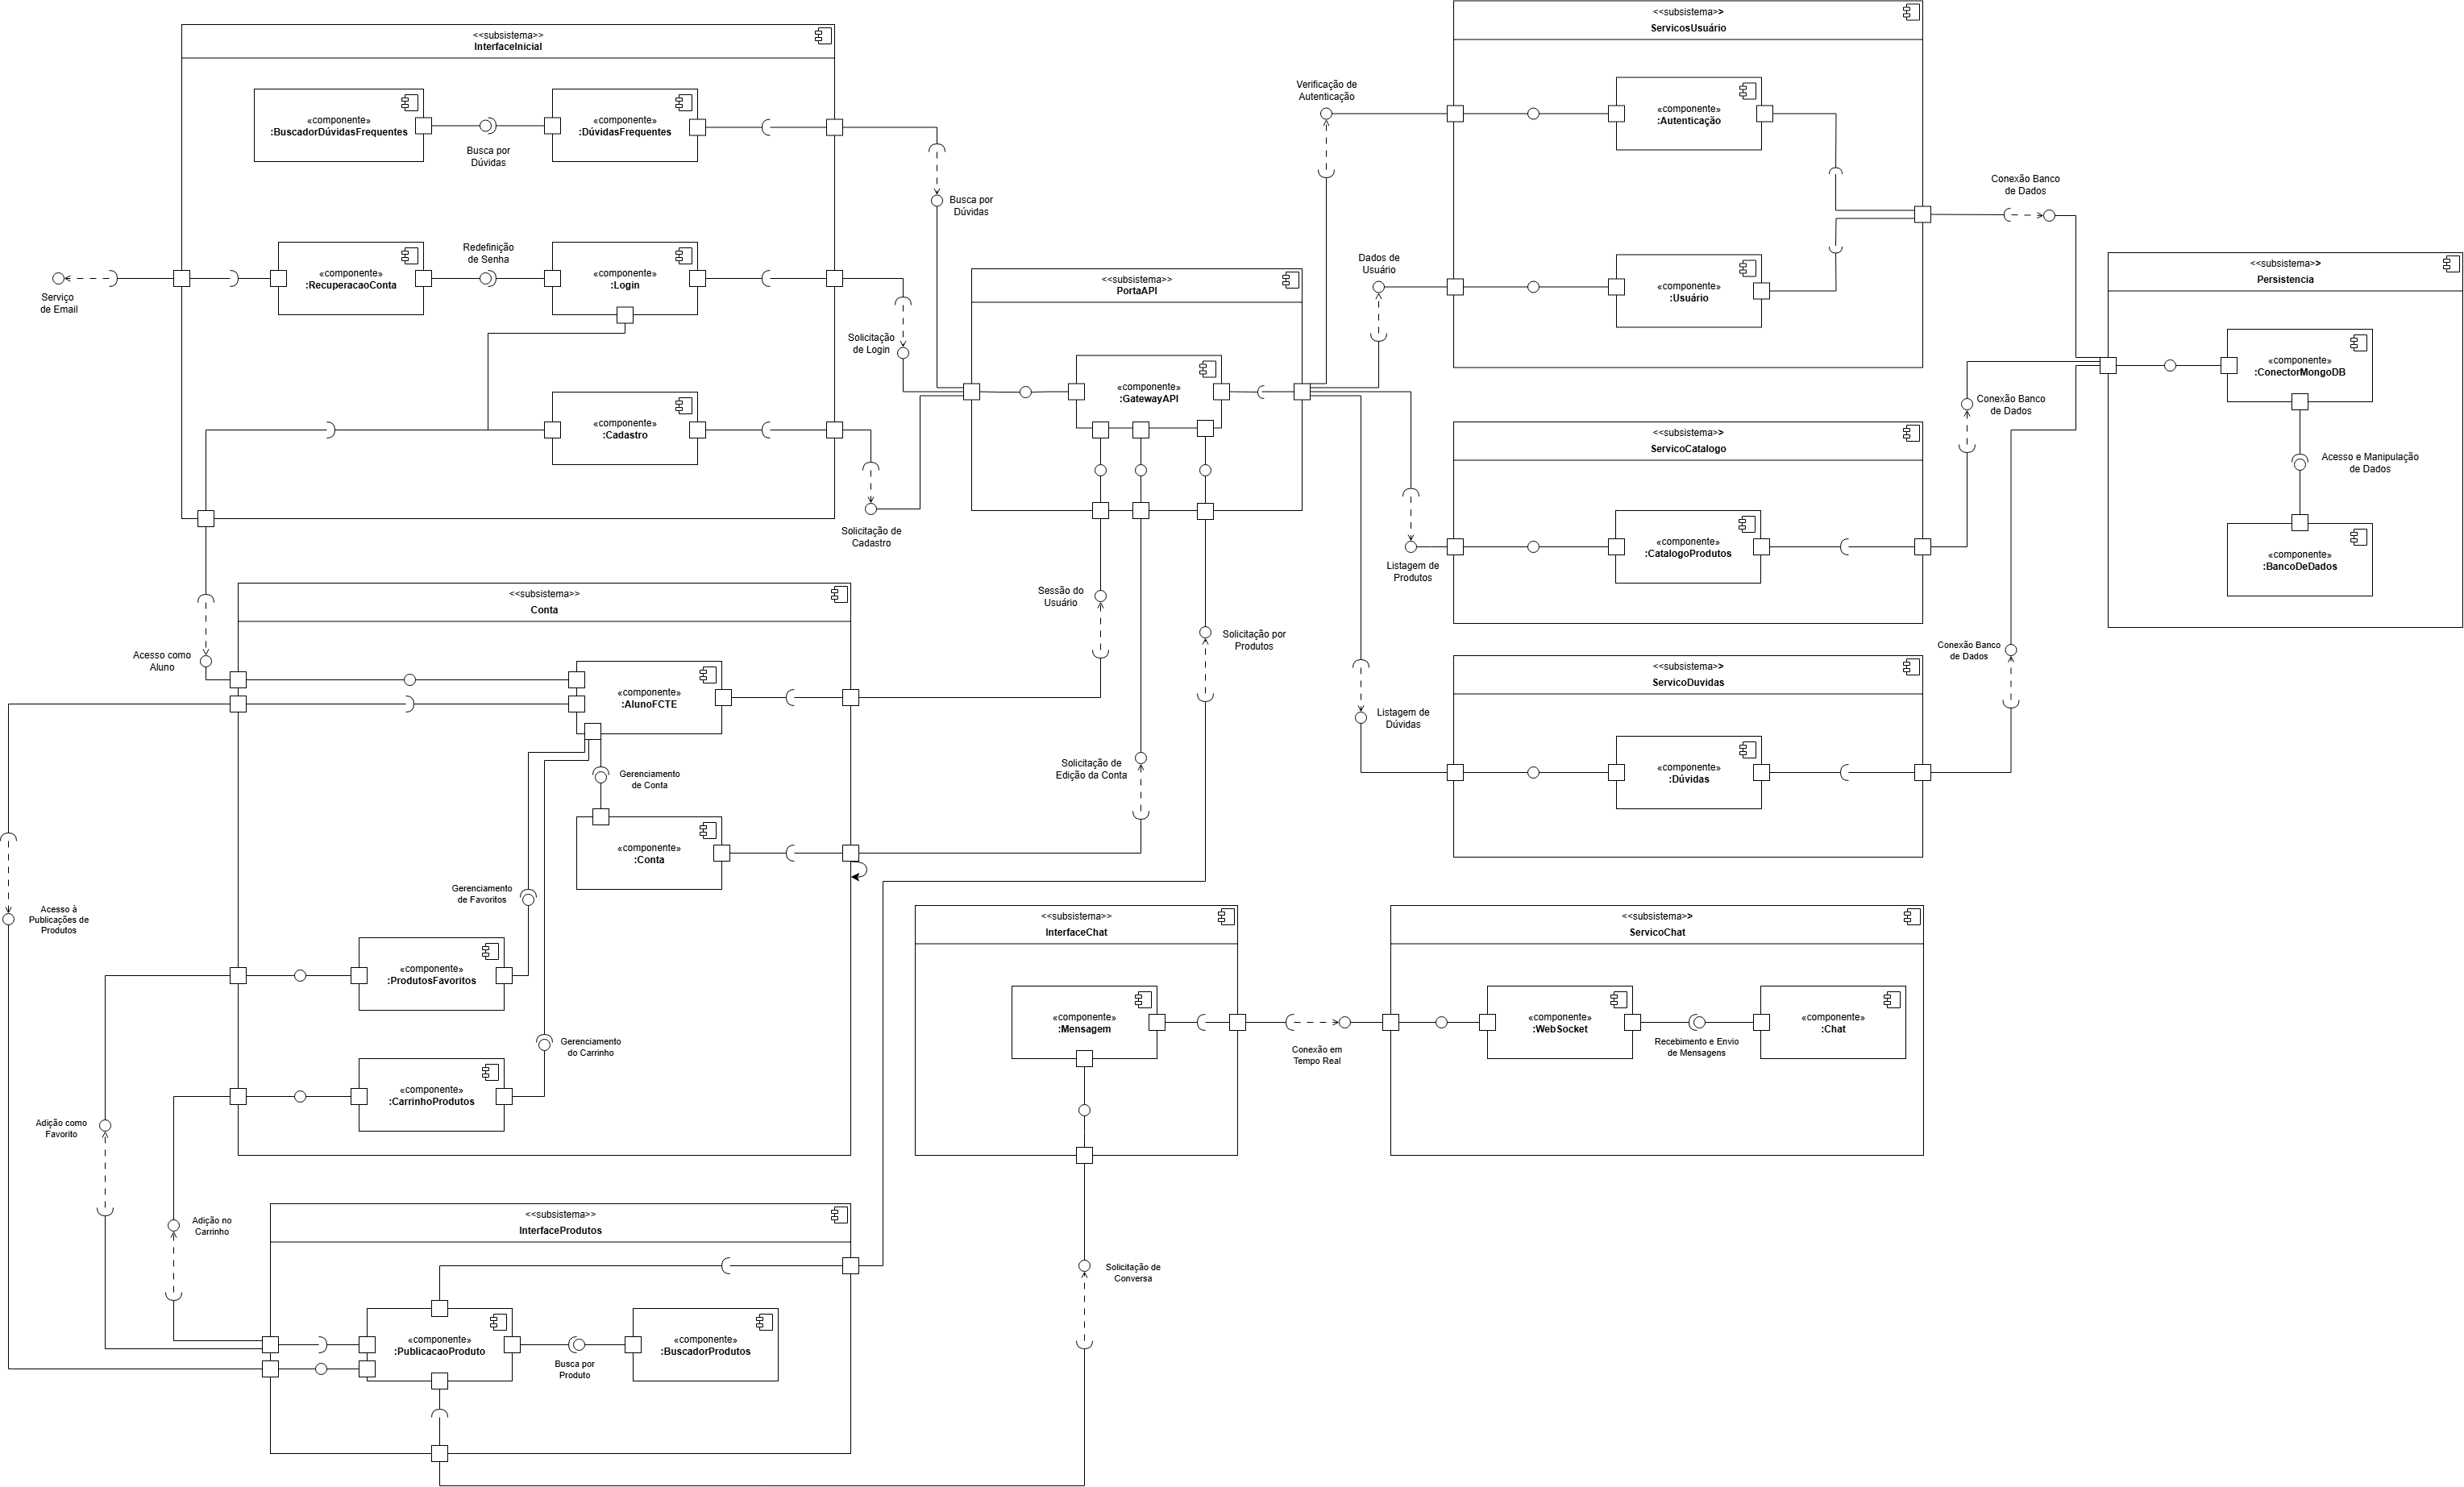 <<subsistema>>
InterfaceInicial
«componente»
:BuscadorDúvidasFrequentes
Busca por
Dúvidas
«componente»
:DúvidasFrequentes
«componente»
:RecuperacaoConta
Redefinição
de Senha
«componente»
:Login
«componente»
:Cadastro
Serviço
de Email
Busca por
Dúvidas
Solicitação
de Login
Solicitação de
Cadastro
<<subsistema>>
PortaAPI
«componente»
:GatewayAPI
Verificação de
Autenticação
Dados de
Usuário
Listagem de
Produtos
Listagem de
Dúvidas
<<subsistema>>
ServicosUsuário
«componente»
:Autenticação
«componente»
:Usuário
Conexão Banco
de Dados
<<subsistema>>
Persistencia
«componente»
:ConectorMongoDB
Acesso e Manipulação
de Dados
«componente»
:BancoDeDados
<<subsistema>>
ServicoCatalogo
«componente»
:CatalogoProdutos
Conexão Banco
de Dados
<<subsistema>>
ServicoDuvidas
«componente»
:Dúvidas
Conexão Banco
de Dados
<<subsistema>>
Conta
Acesso como
Aluno
«componente»
:AlunoFCTE
Gerenciamento
de Conta
«componente»
:Conta
Gerenciamento
de Favoritos
«componente»
:ProdutosFavoritos
Gerenciamento
do Carrinho
«componente»
:CarrinhoProdutos
Sessão do
Usuário
Solicitação por
Produtos
Solicitação de
Edição da Conta
Acesso à
Publicações de
Produtos
Adição como
Favorito
Adição no
Carrinho
<<subsistema>>
InterfaceChat
«componente»
:Mensagem
Conexão em
Tempo Real
<<subsistema>>
ServicoChat
«componente»
:WebSocket
Recebimento e Envio
de Mensagens
«componente»
:Chat
Solicitação de
Conversa
<<subsistema>>
InterfaceProdutos
«componente»
:PublicacaoProduto
Busca por
Produto
«componente»
:BuscadorProdutos